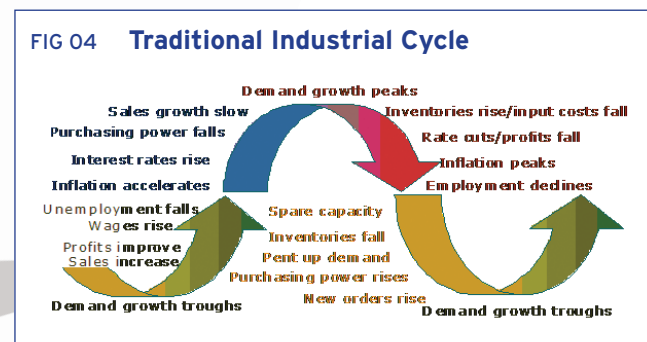 FIG 04 Traditional Industrial Cycle
Demand growth peaks
Sales growth slow
Purchasing power falls
Interest rates rise
Inflation accelerates
Inventories rise/input costs fall
Rate cuts/profits fall
Inflation peaks
Employment declines
Unemployment falls
Wages rise
Profits improve
Sales increase
Demand growth troughs
Spare capacity
Inventories fall
Pent up demand
Purchasing power rises
New orders rise
Demand growth troughs